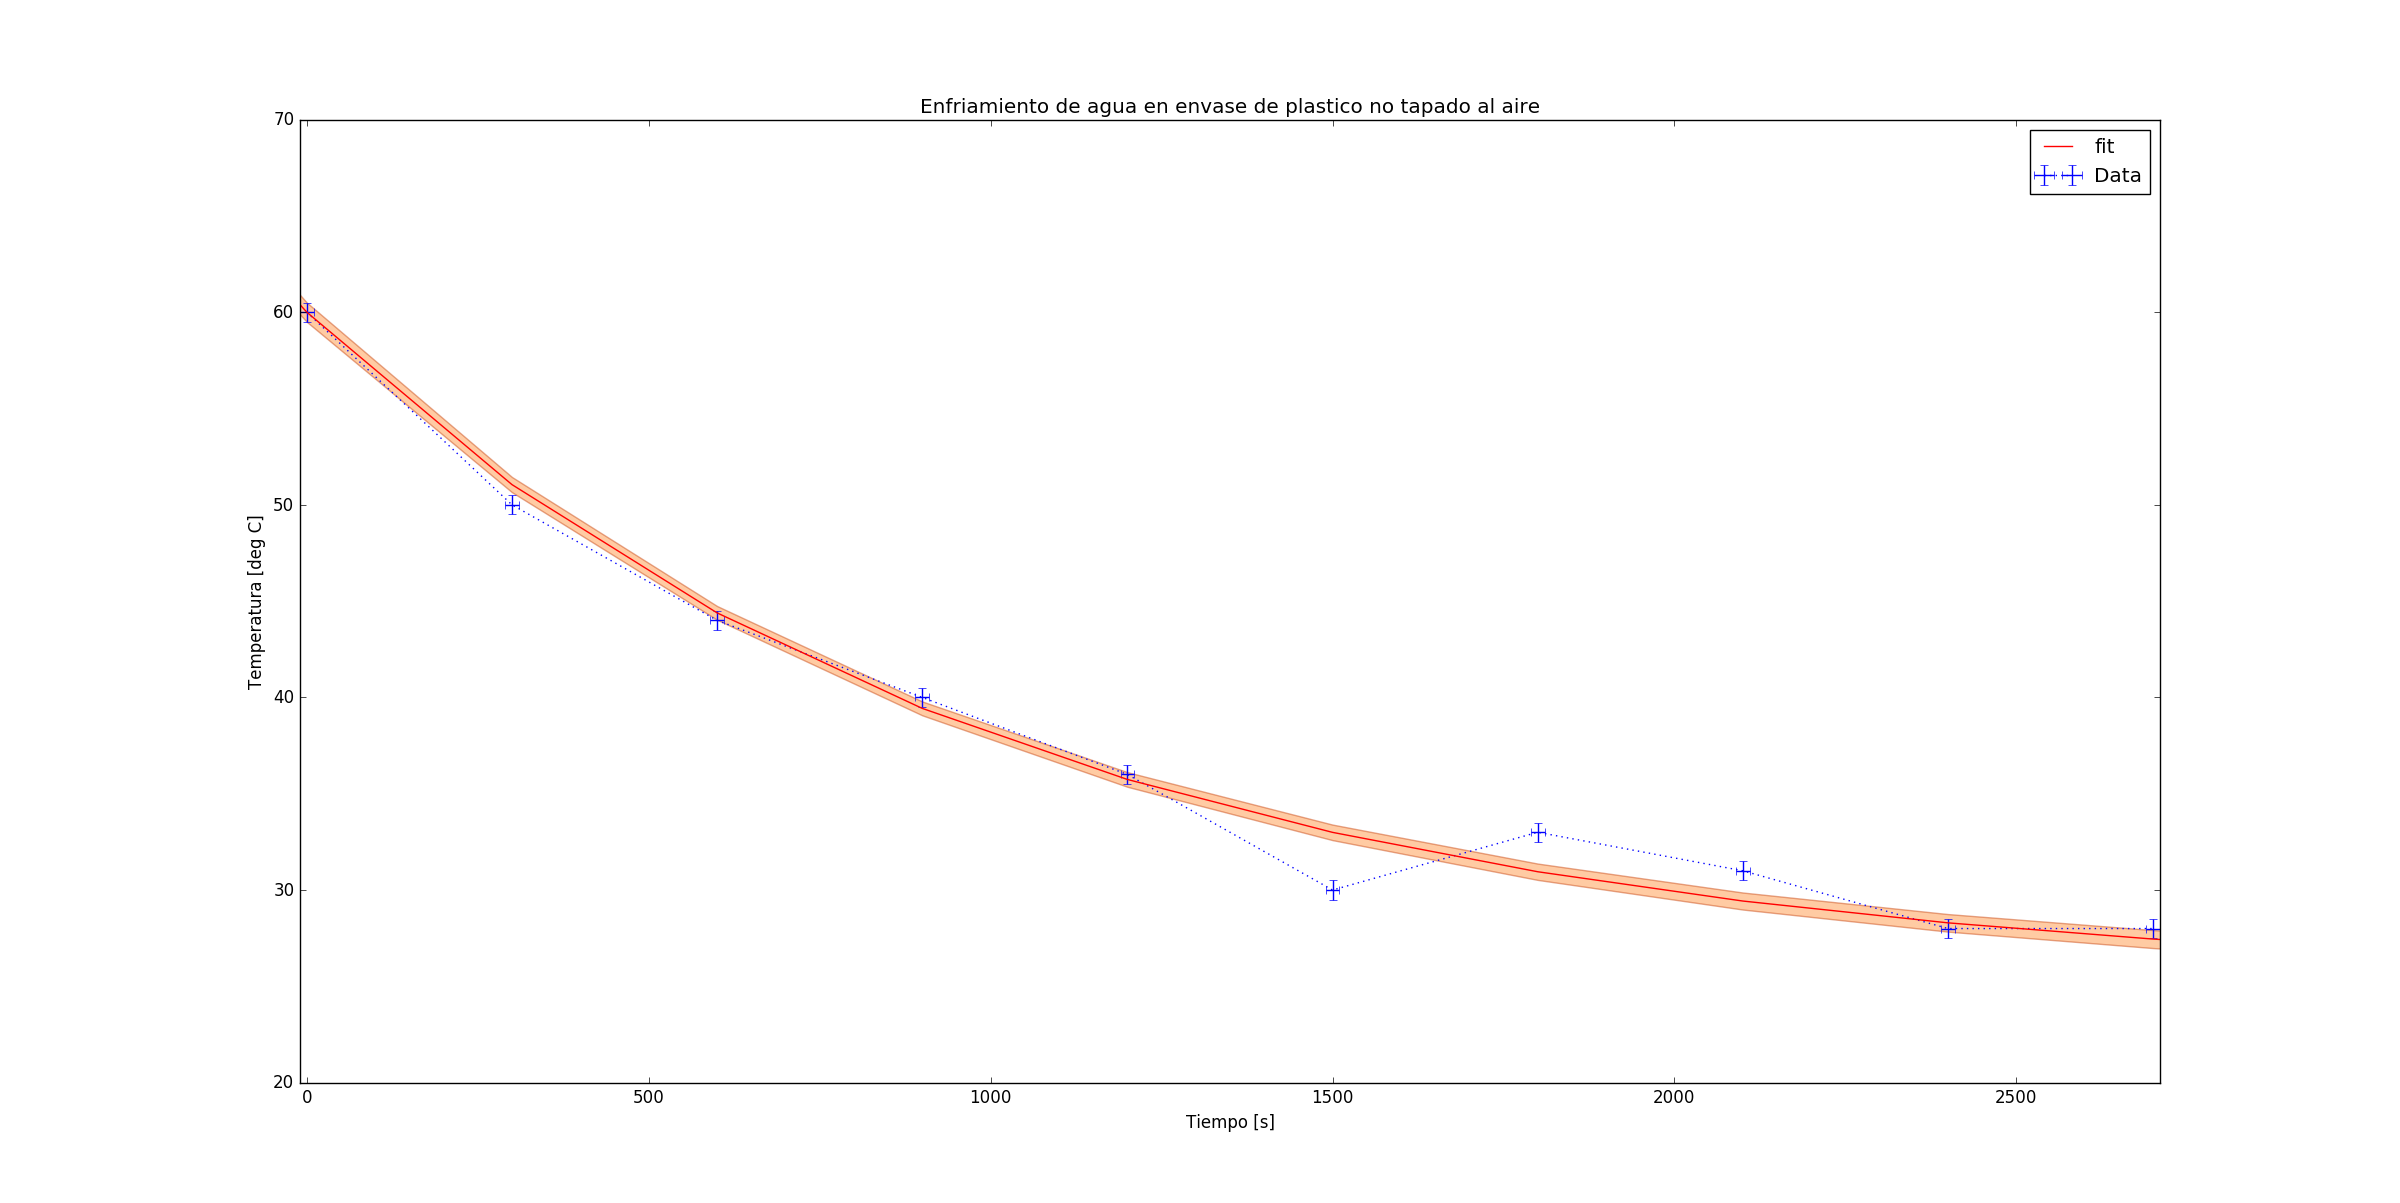 Enfriamiento de agua en envase de plastico no tapado al aire
fit
Data
Temperatura [deg C]
70
60
50
40
30
20
0 500 1000 1500 2000 2500
Tiempo [s]